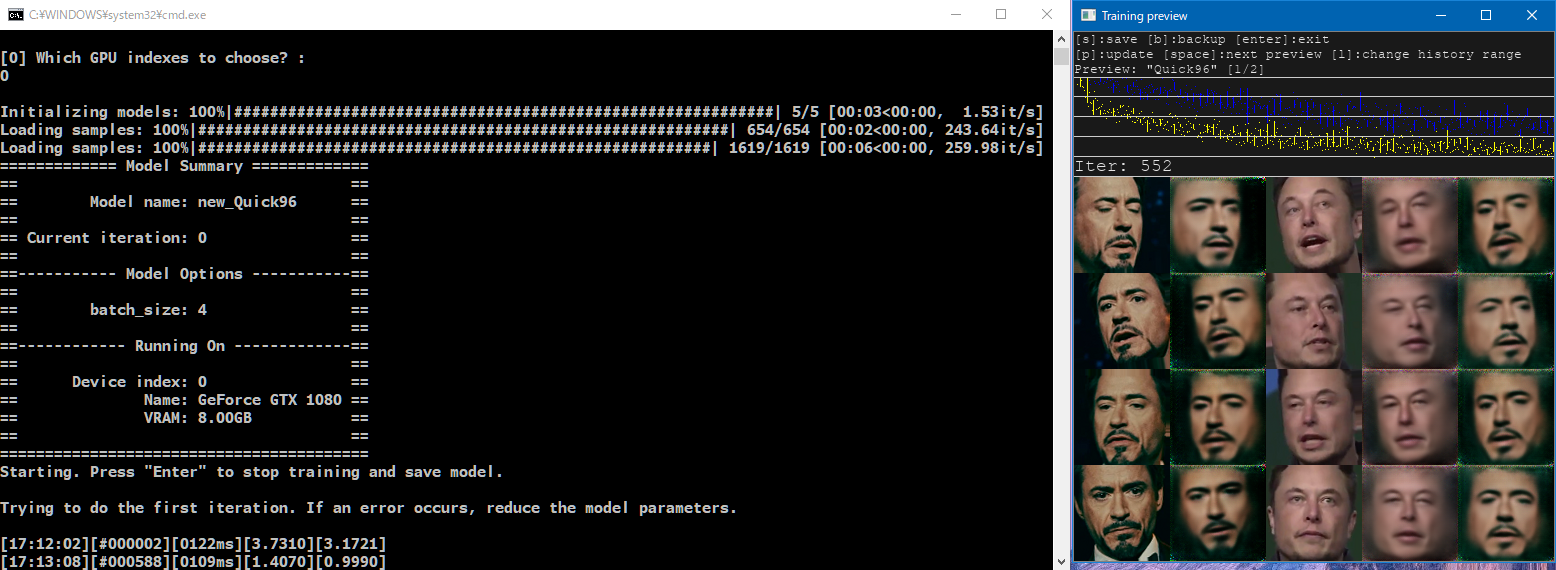 C:¥WINDOWS¥system32¥cmd.exe
[0] Which GPU indexes to choose? :
0
Initializing models: 100%|############################################################| 5/5 [00:03<00:00,  1.53it/s]
Loading samples: 100%|###########################################################| 654/654 [00:02<00:00, 243.64it/s]
Loading samples: 100%|#########################################################| 1619/1619 [00:06<00:00, 259.98it/s]
============= Model Summary =============
==                                     ==
==        Model name: new_Quick96      ==
==                                     ==
== Current iteration: 0                ==
==                                     ==
==----------- Model Options -----------==
==                                     ==
==        batch_size: 4                ==
==                                     ==
==------------ Running On -------------==
==                                     ==
==      Device index: 0                ==
==              Name: GeForce GTX 1080 ==
==              VRAM: 8.00GB           ==
==                                     ==
=========================================
Starting. Press "Enter" to stop training and save model.
Trying to do the first iteration. If an error occurs, reduce the model parameters.
[17:12:02][#000002][0122ms][3.7310][3.1721]
[17:13:08][#000588][0109ms][1.4070][0.9990]
Training preview
[s]:save [b]:backup [enter]:exit
[p]:update [space]:next preview [l]:change history range
Preview: "Quick96" [1/2]
Iter: 552